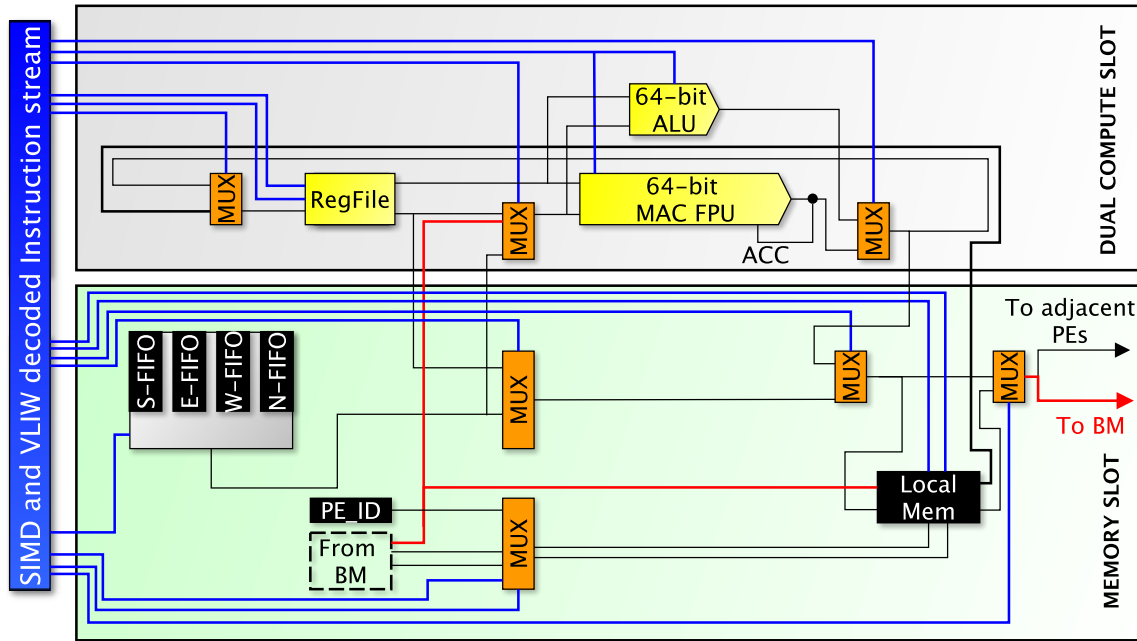 SIMD and VLIW decoded Instruction stream
DUAL COMPUTE SLOT
64-bit
ALU
MUX
RegFile
MUX
64-bit
MAC FPU
MUX
ACC
To adjacent
PEs
S-FIFO
E-FIFO
W-FIFO
N-FIFO
MUX
MUX
MUX
To BM
Local
Mem
PE_ID
From
BM
MUX
MEMORY SLOT